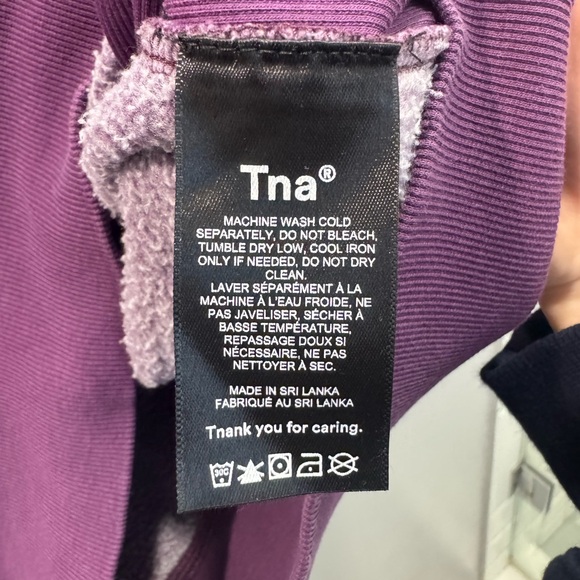 Tna®
MACHINE WASH COLD
SEPARATELY, DO NOT BLEACH,
TUMBLE DRY LOW, COOL IRON
ONLY IF NEEDED, DO NOT DRY
CLEAN.
LAVER SÉPARÉMENT À LA
MACHINE À L'EAU FROIDE, NE
PAS JAVELISER, SÉCHER À
BASSE TEMPÉRATURE,
REPASSAGE DOUX SI
NÉCESSAIRE, NE PAS
NETTOYER À SEC.
MADE IN SRI LANKA
FABRIQUÉ AU SRI LANKA
Tnank you for caring.
30C